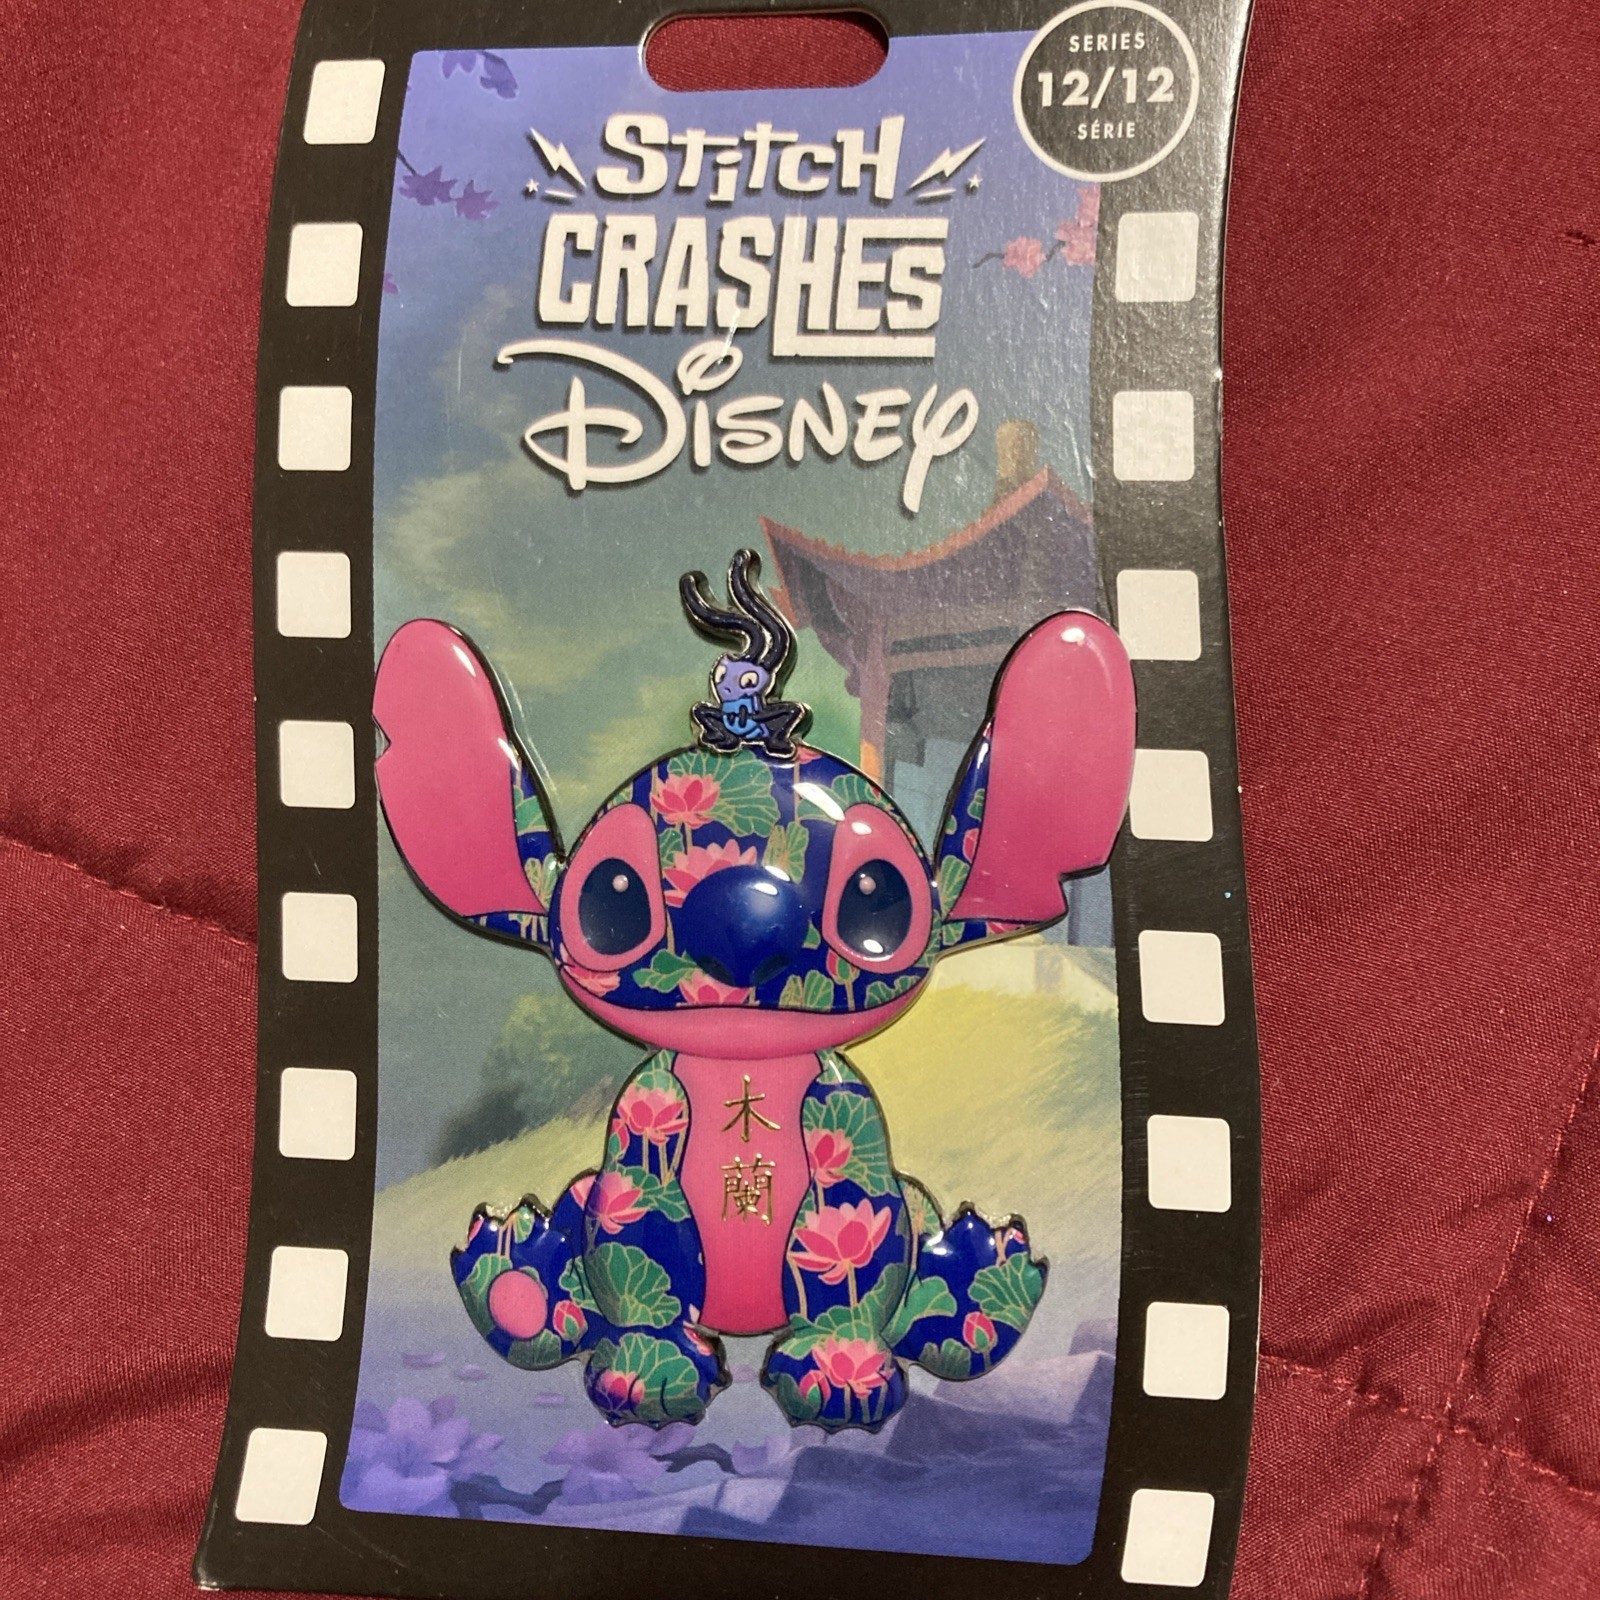 SERIES
12/12
SÉRIE
STITCH
CRASHES
DISNEY
木
蘭